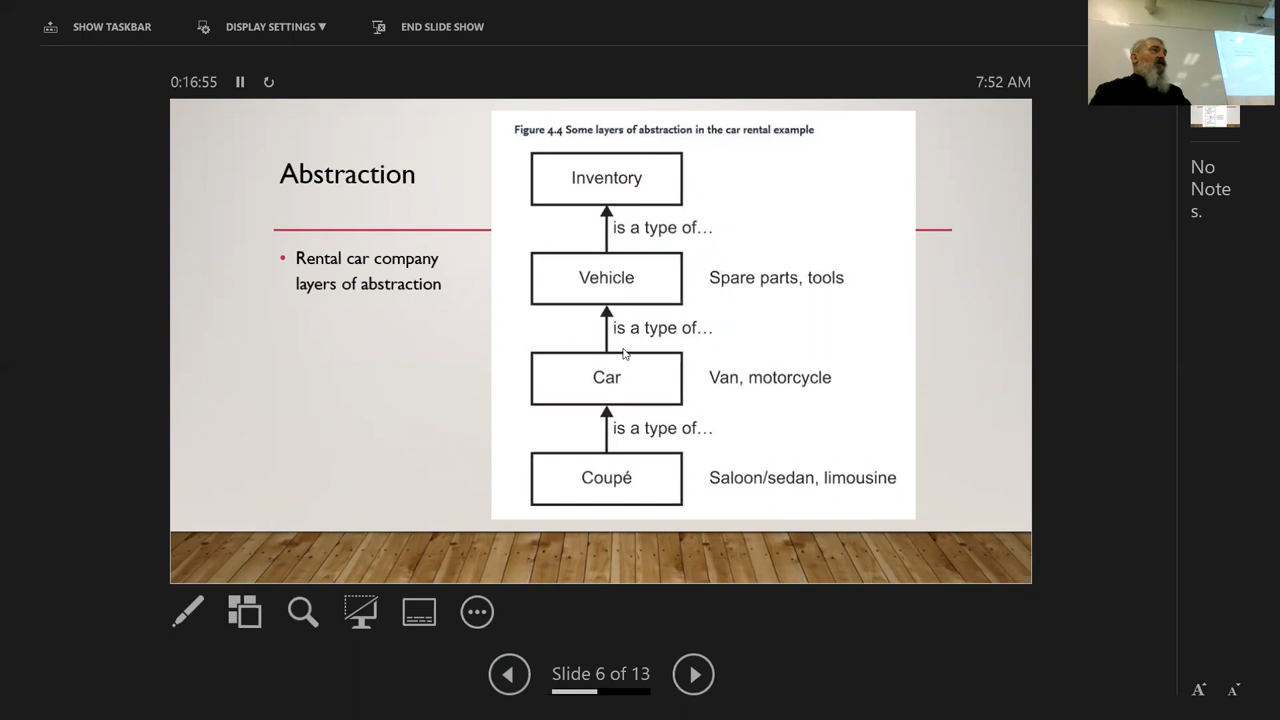 SHOW TASKBAR
DISPLAY SETTINGS ▼
END SLIDE SHOW
0:16:55
7:52 AM
Abstraction
• Rental car company
layers of abstraction
Figure 4.4 Some layers of abstraction in the car rental example
Inventory
is a type of…
Vehicle
Spare parts, tools
is a type of…
Car
Van, motorcycle
is a type of…
Coupé
Saloon/sedan, limousine
No
Note
s.
Slide 6 of 13
A A